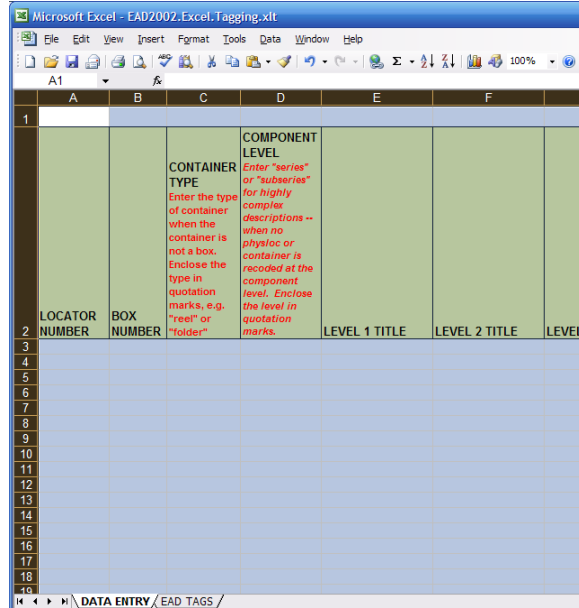 Microsoft Excel - EAD2002.Excel.Tagging.xlt
File Edit View Insert Format Tools Data Window Help
100%
A1 fx
A B C D E F
1
2
LOCATOR
NUMBER
BOX
NUMBER
CONTAINER
TYPE
Enter the type
of container
when the
container is
not a box.
Enclose the
type in
quotation
marks, e.g.
"reel" or
"folder"
COMPONENT
LEVEL
Enter "series"
or "subseries"
for highly
complex
descriptions --
when no
physloc or
container is
recoded at the
component
level. Enclose
the level in
quotation
marks.
LEVEL 1 TITLE
LEVEL 2 TITLE
LEVEL
3
4
5
6
7
8
9
10
11
12
13
14
15
16
17
18
19
DATA ENTRY EAD TAGS